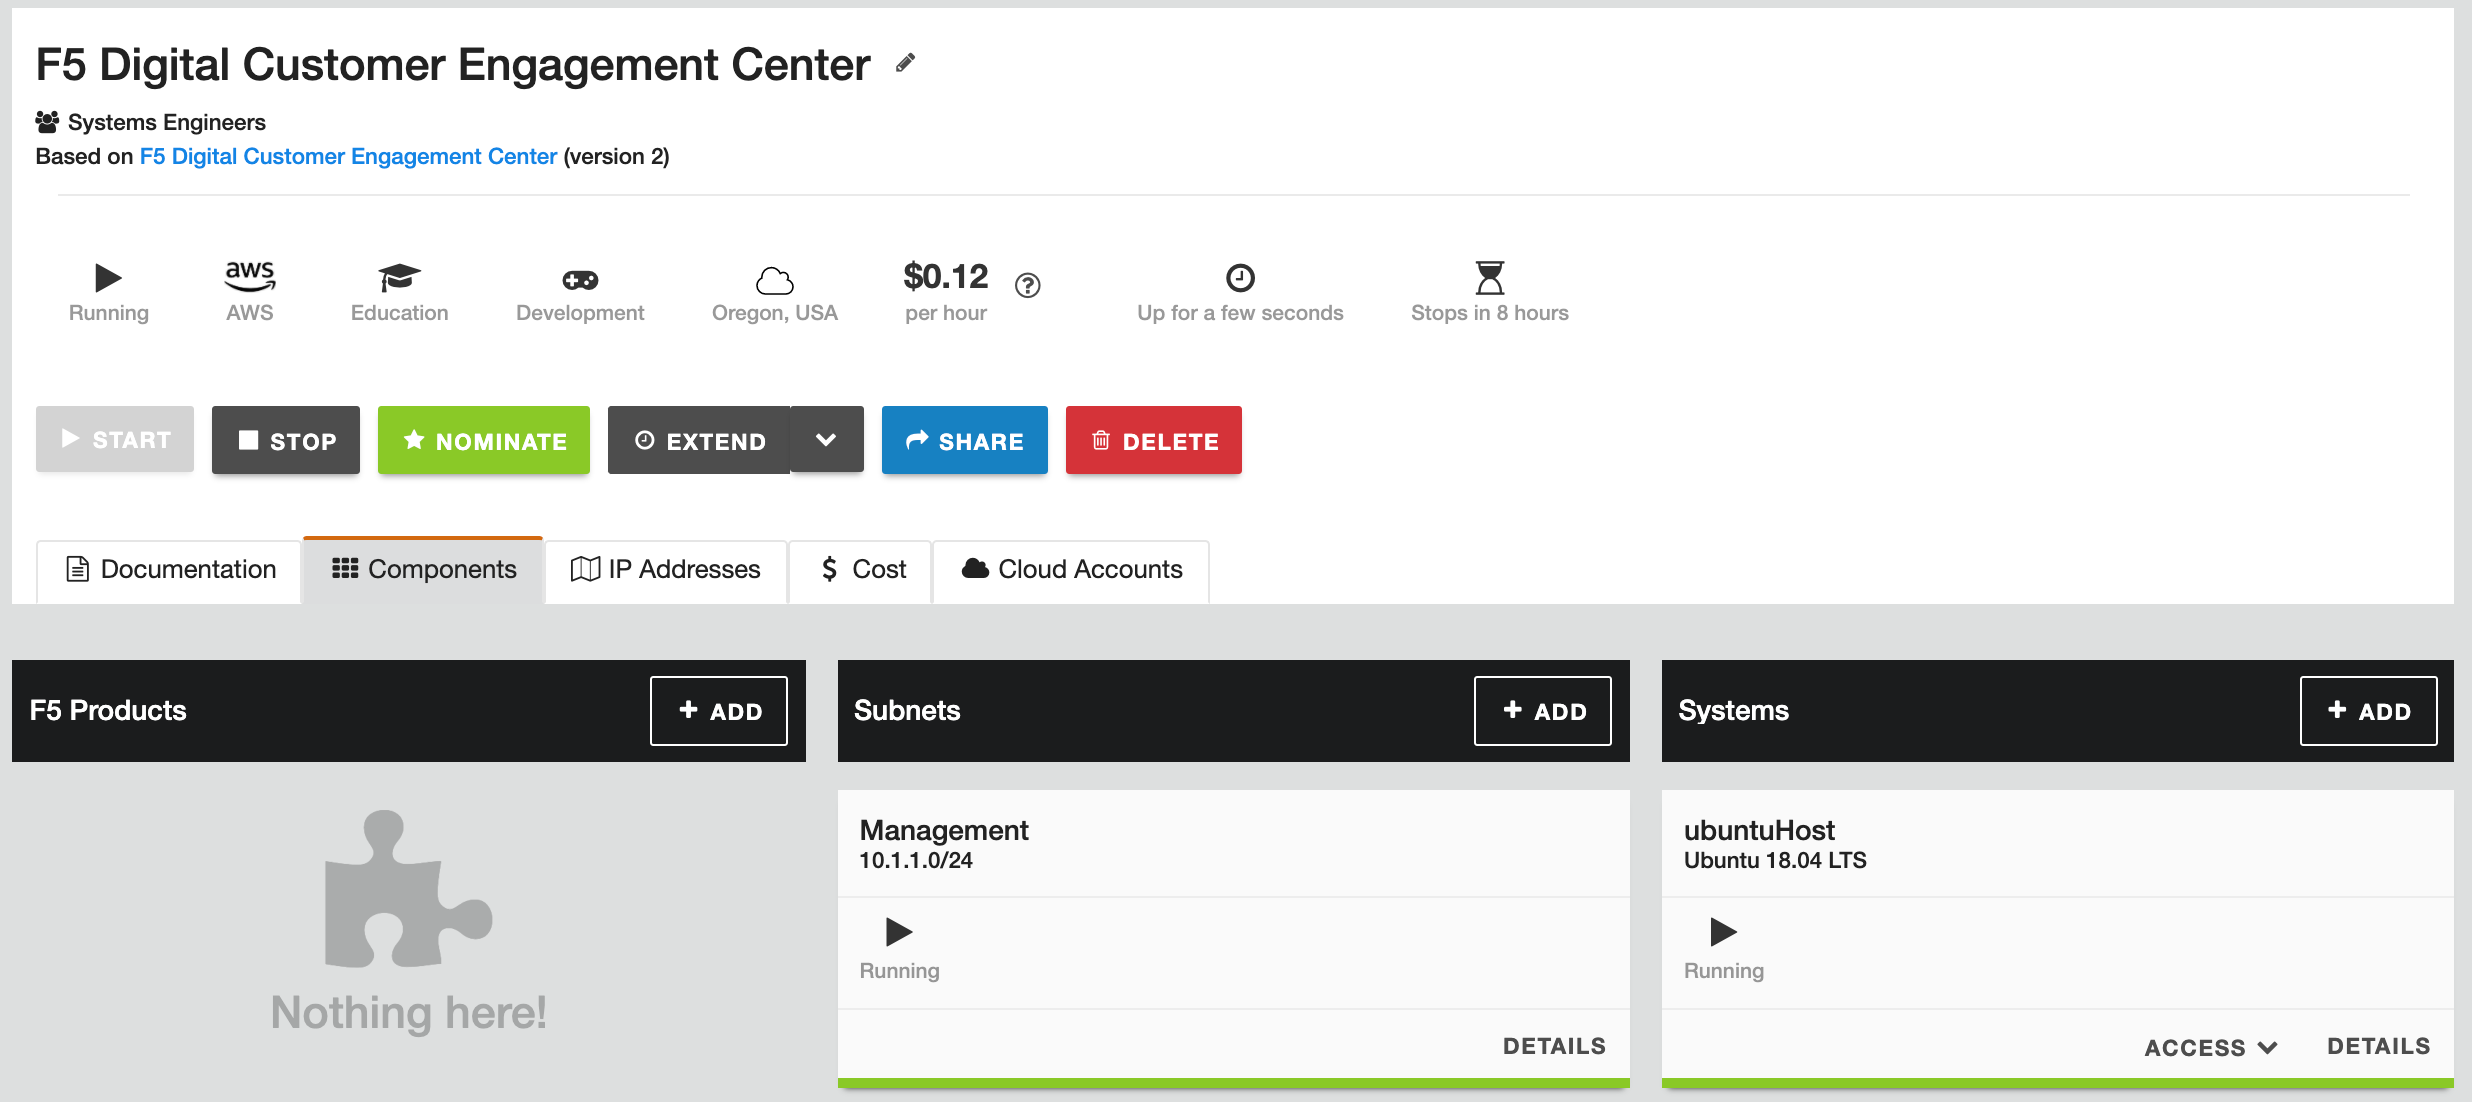 F5 Digital Customer Engagement Center
Systems Engineers
Based on F5 Digital Customer Engagement Center (version 2)
Running
aws
AWS
Education
Development
Oregon, USA
$0.12
per hour
?
Up for a few seconds
Stops in 8 hours
START
STOP
NOMINATE
EXTEND
SHARE
DELETE
Documentation
Components
IP Addresses
$ Cost
Cloud Accounts
F5 Products
+ ADD
Nothing here!
Subnets
+ ADD
Management
10.1.1.0/24
Running
DETAILS
Systems
+ ADD
ubuntuHost
Ubuntu 18.04 LTS
Running
ACCESS
DETAILS